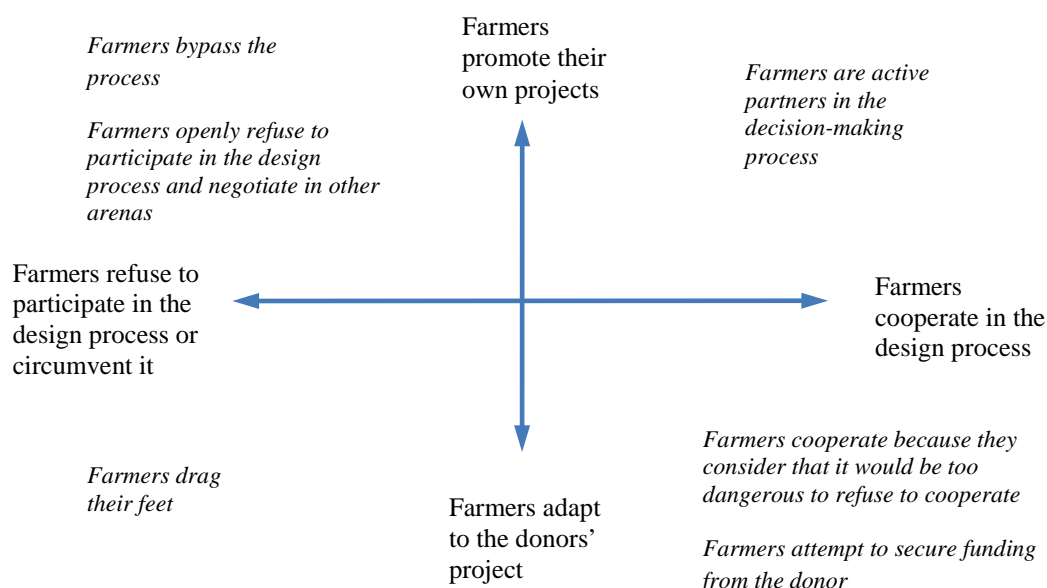 Farmers bypass the
process
Farmers openly refuse to
participate in the design
process and negotiate in other
arenas
Farmers
promote their
own projects
Farmers are active
partners in the
decision-making
process
Farmers refuse to
participate in the
design process or
circumvent it
Farmers
cooperate in the
design process
Farmers drag
their feet
Farmers adapt
to the donors’
project
Farmers cooperate because they
consider that it would be too
dangerous to refuse to cooperate
Farmers attempt to secure funding
from the donor